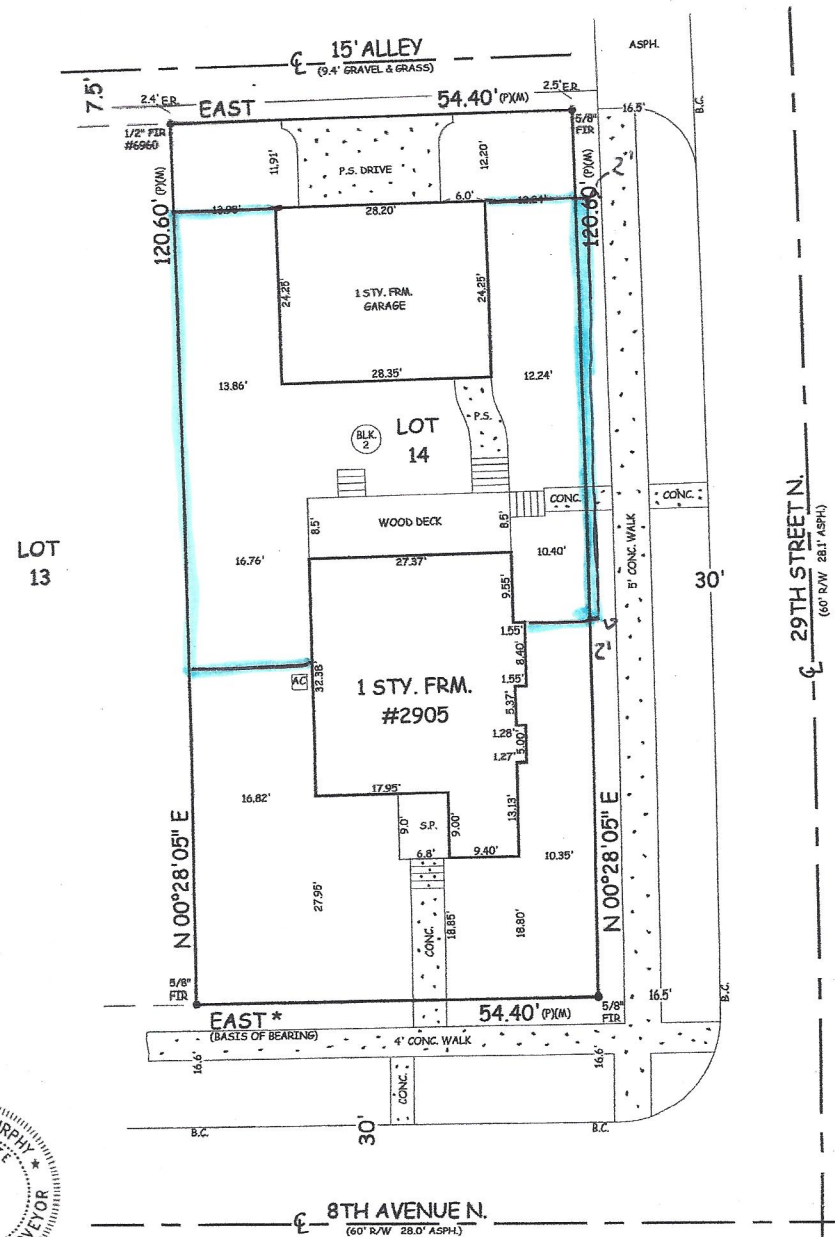 15' ALLEY
℄
(9.4' GRAVEL & GRASS)
ASPH.
7.5'
2.4' E.R.
EAST
54.40' (P)(M)
2.5' E.R.
16.5'
B.C.
1/2" FIR
#6960
5/8"
FIR
11.91'
P.S. DRIVE
12.20'
120.60' (P)(M)
120.60' (P)(M)
2'
28.20'
6.0'
12.24'
24.25'
1 STY. FRM.
GARAGE
24.25'
13.86'
28.35'
12.24'
P.S.
BLK.
2
LOT
14
CONC.
CONC.
8.5'
WOOD DECK
8.5'
LOT
13
16.76'
27.37'
10.40'
9.55'
5' CONC. WALK
30'
29TH STREET N.
(60' R/W 28.1' ASPH.)
℄
1.55'
8.40'
2'
AC
32.38'
1 STY. FRM.
#2905
1.55'
5.37'
1.28'
5.00'
1.27'
16.82'
17.95'
13.13'
9.0'
S.P.
9.00'
6.8'
9.40'
10.35'
N 00°28'05" E
N 00°28'05" E
27.95'
CONC.
18.85'
18.80'
5/8"
FIR
EAST *
(BASIS OF BEARING)
54.40' (P)(M)
5/8"
FIR
16.5'
B.C.
16.6'
4' CONC. WALK
16.6'
CONC.
B.C.
30'
B.C.
RPHY *
VEYOR
℄ 8TH AVENUE N.
(60' R/W 28.0' ASPH.)